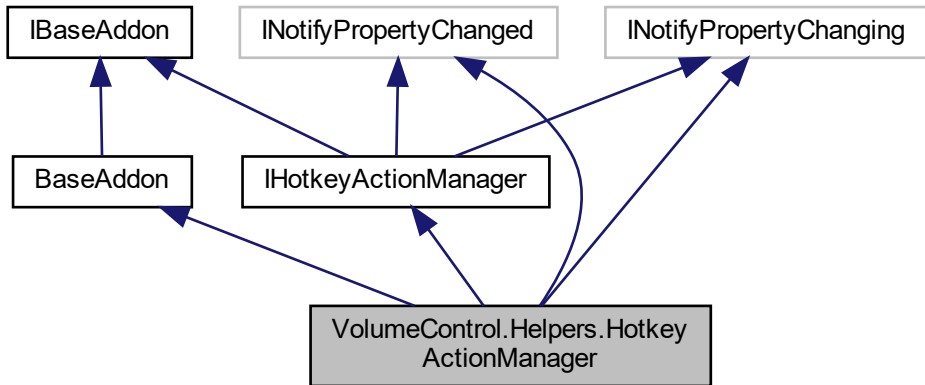 IBaseAddon
INotifyPropertyChanged
INotifyPropertyChanging
BaseAddon
IHotkeyActionManager
VolumeControl.Helpers.Hotkey
ActionManager